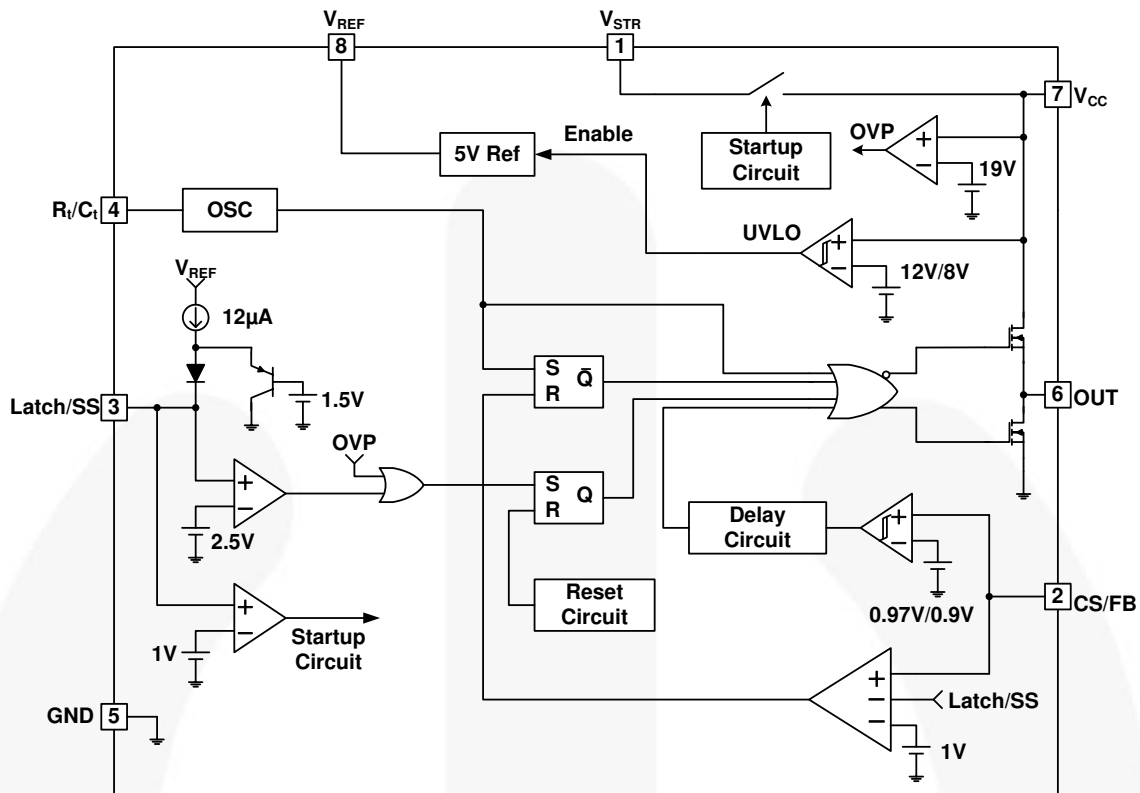 VREF
VSTR
8
1
7
VCC
OVP
+
−
19V
Startup
Circuit
Enable
5V Ref
Rt/Ct
4
OSC
UVLO
+
−
12V/8V
VREF
12µA
1.5V
Latch/SS
3
S
R
Q̄
6
OUT
OVP
+
−
2.5V
S
R
Q
Delay
Circuit
+
−
0.97V/0.9V
2
CS/FB
Reset
Circuit
+
−
1V
Startup
Circuit
+
−
−
Latch/SS
1V
GND
5